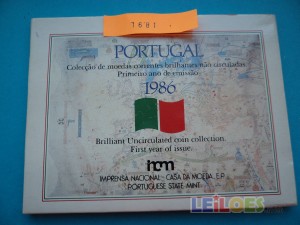 PORTUGAL
Colecção de moedas correntes brilhantes não circuladas
Primeiro ano de emissão
1986
Brilliant Uncirculated coin collection
First year of issue
incm
IMPRENSA NACIONAL - CASA DA MOEDA, E.P.
PORTUGUESE STATE MINT
LEILOES